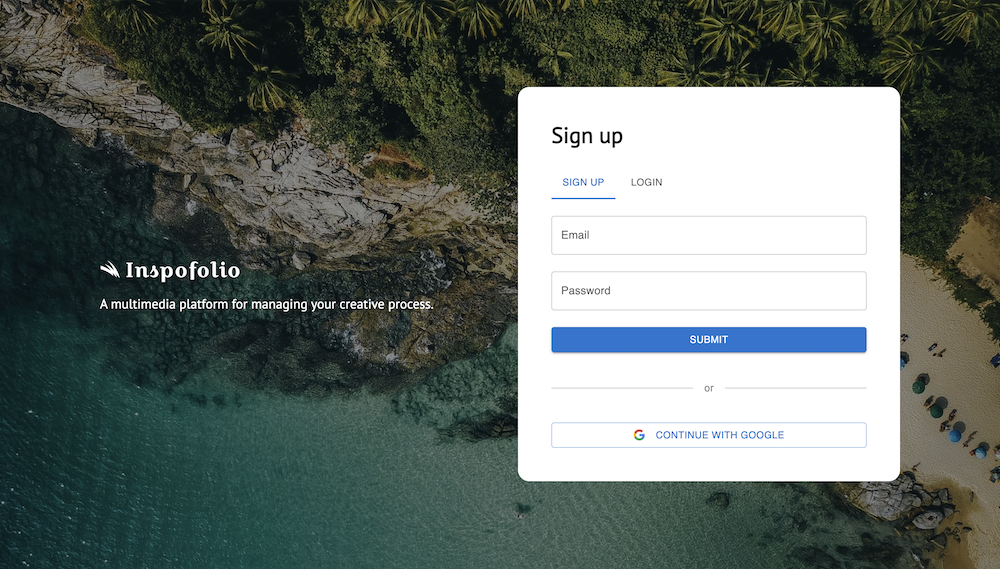 Inspofolio
A multimedia platform for managing your creative process.
Sign up
SIGN UP LOGIN
Email
Password
SUBMIT
or
CONTINUE WITH GOOGLE